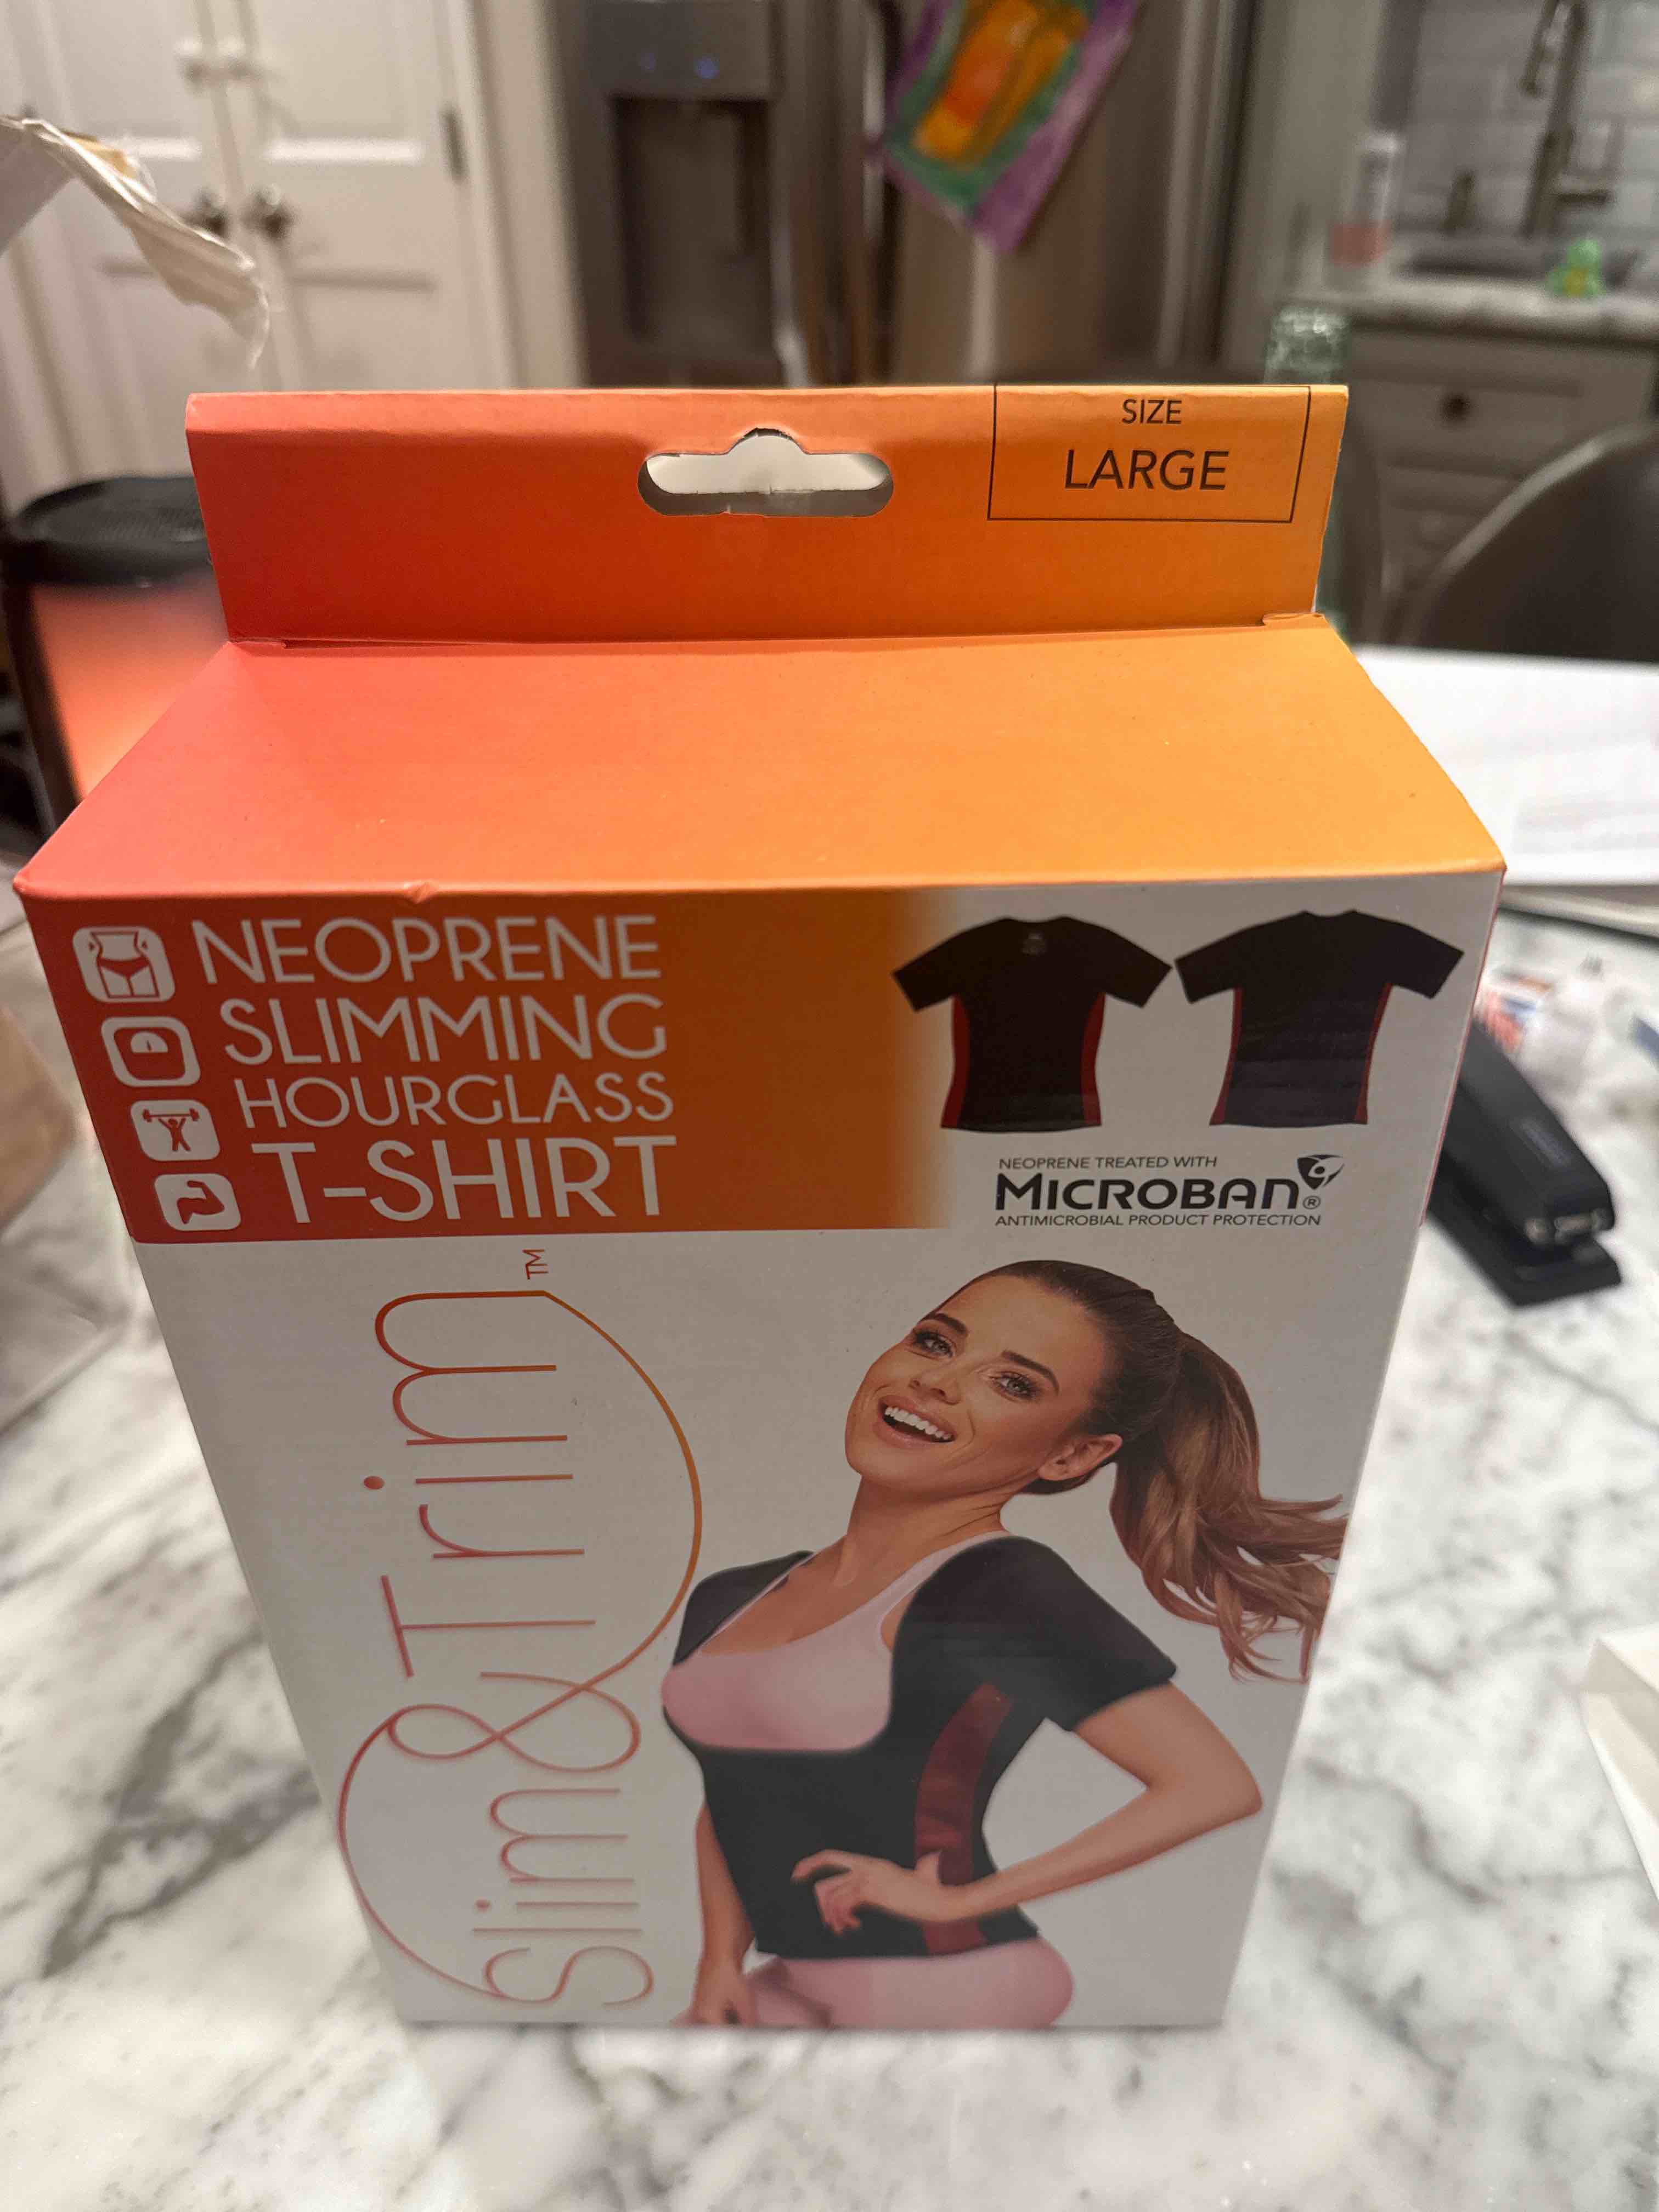 SIZE
LARGE
NEOPRENE
SLIMMING
HOURGLASS
T-SHIRT
NEOPRENE TREATED WITH
MICROBAN®
ANTIMICROBIAL PRODUCT PROTECTION
Slim&Trim™